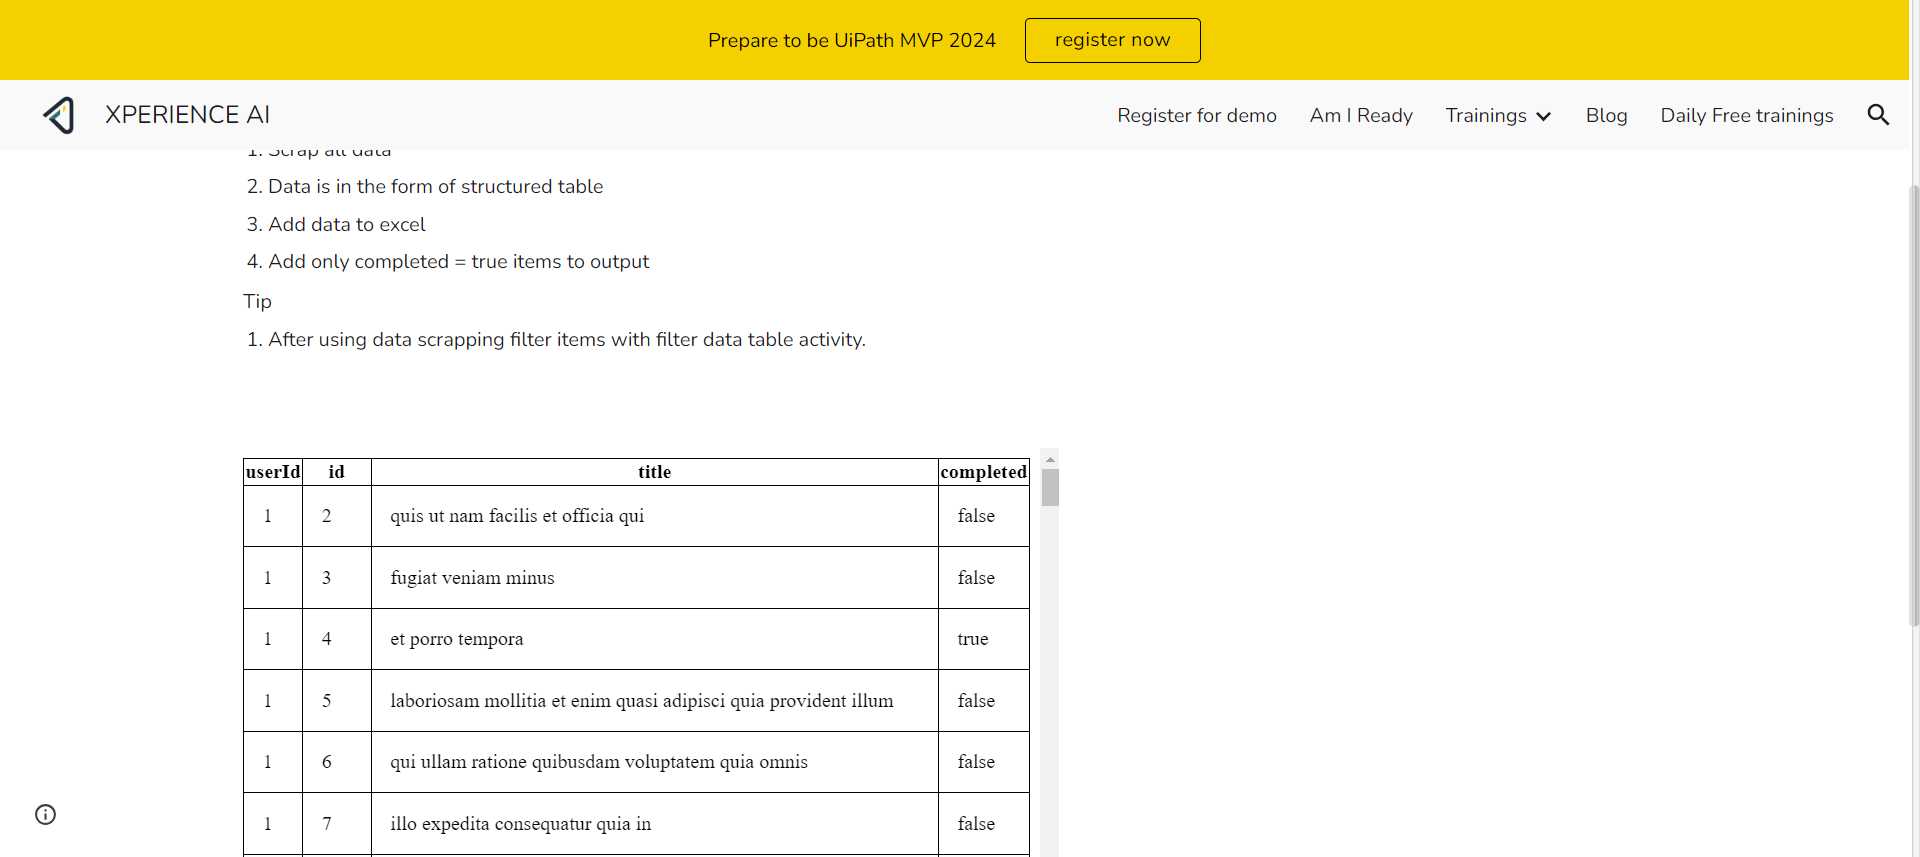 Prepare to be UiPath MVP 2024 register now
XPERIENCE AI Register for demo Am I Ready Trainings Blog Daily Free trainings
1. Scrap all data
2. Data is in the form of structured table
3. Add data to excel
4. Add only completed = true items to output
Tip
1. After using data scrapping filter items with filter data table activity.
userId id title completed
1 2 quis ut nam facilis et officia qui false
1 3 fugiat veniam minus false
1 4 et porro tempora true
1 5 laboriosam mollitia et enim quasi adipisci quia provident illum false
1 6 qui ullam ratione quibusdam voluptatem quia omnis false
1 7 illo expedita consequatur quia in false